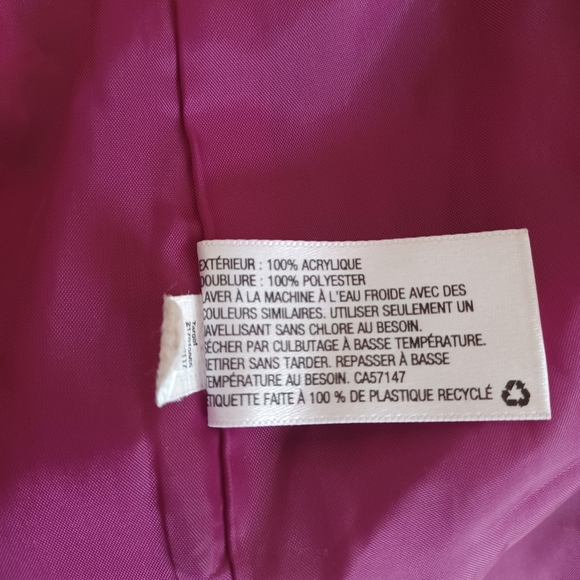 EXTÉRIEUR : 100% ACRYLIQUE
DOUBLURE : 100% POLYESTER
LAVER À LA MACHINE À L'EAU FROIDE AVEC DES
COULEURS SIMILAIRES. UTILISER SEULEMENT UN
JAVELLISANT SANS CHLORE AU BESOIN.
SÉCHER PAR CULBUTAGE À BASSE TEMPÉRATURE.
RETIRER SANS TARDER. REPASSER À BASSE
TEMPÉRATURE AU BESOIN. CA57147
ÉTIQUETTE FAITE À 100 % DE PLASTIQUE RECYCLÉ
Target